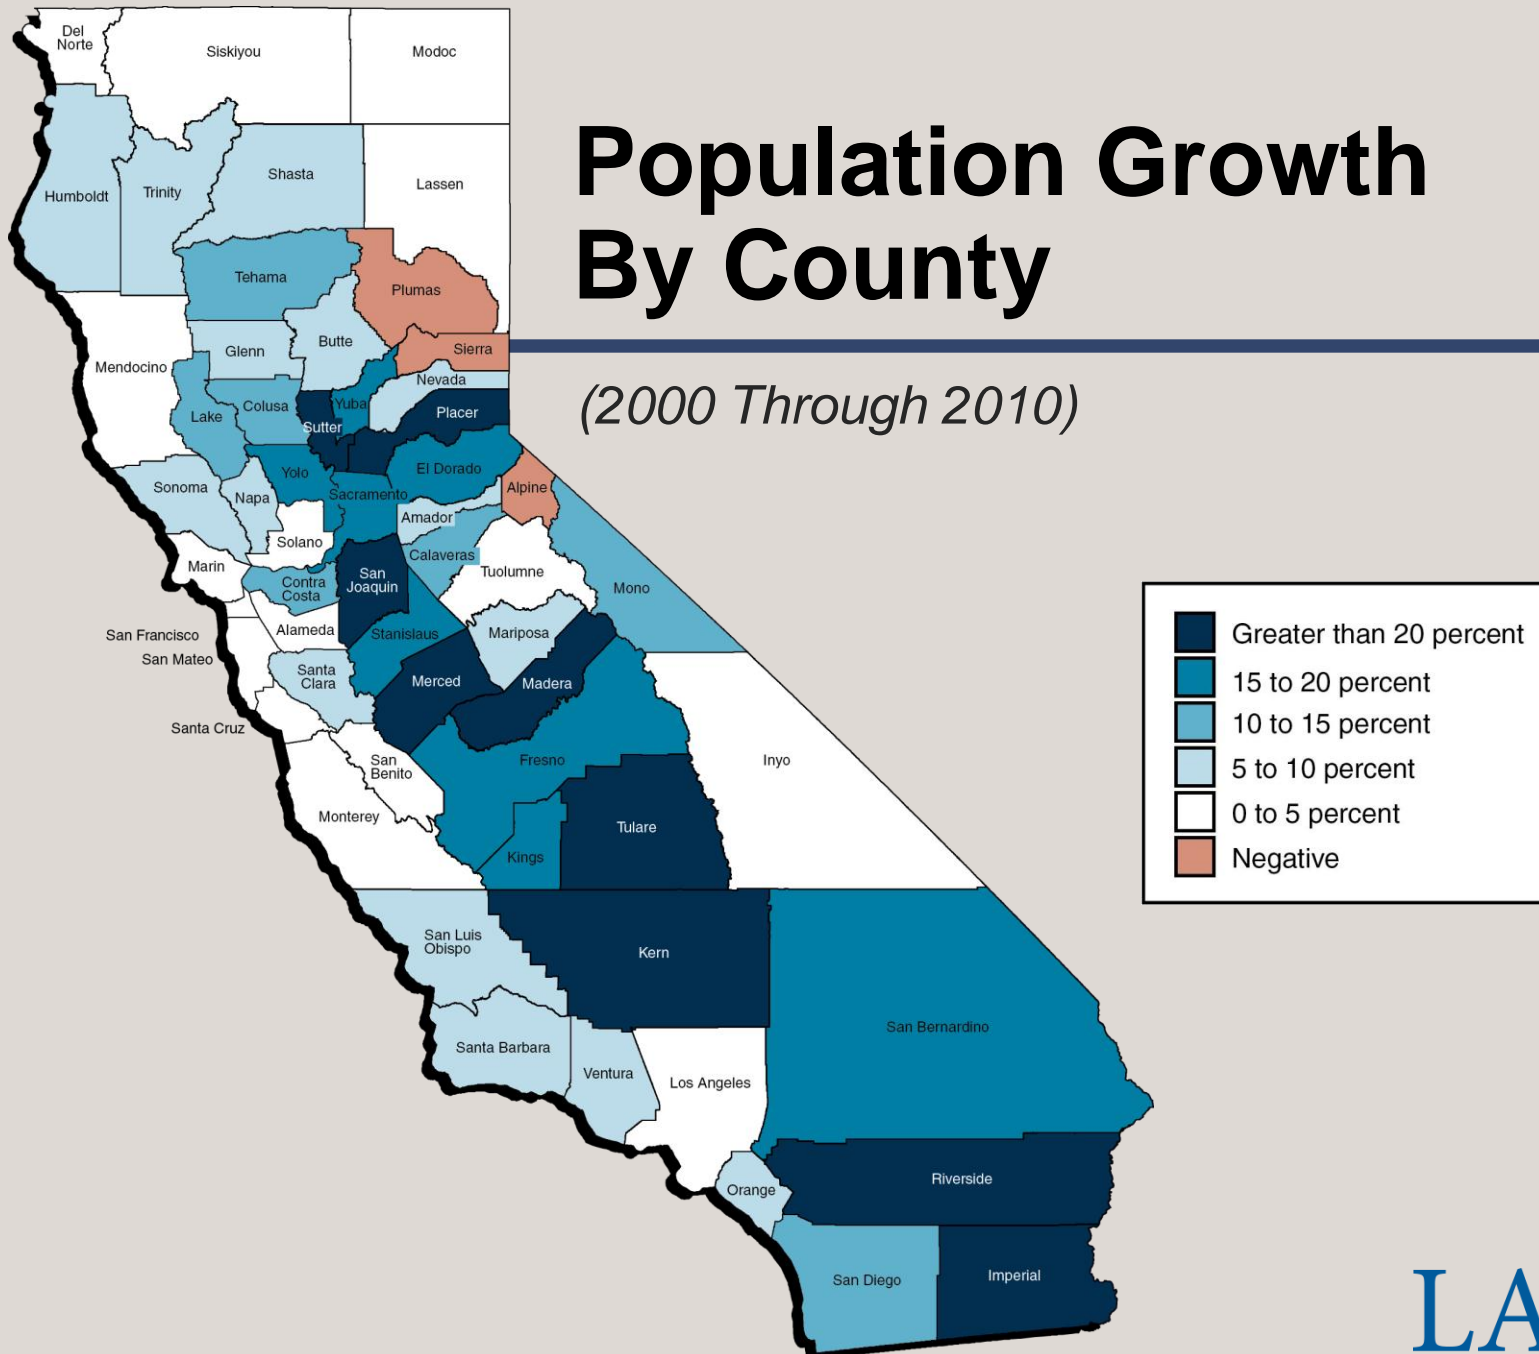 Population Growth
By County
(2000 Through 2010)
Del
Norte
Siskiyou
Modoc
Humboldt
Trinity
Shasta
Lassen
Tehama
Plumas
Mendocino
Glenn
Butte
Sierra
Nevada
Lake
Colusa
Sutter
Yuba
Placer
Sonoma
Napa
Yolo
Sacramento
El Dorado
Alpine
Amador
Solano
Marin
Contra
Costa
San
Joaquin
Calaveras
Tuolumne
Mono
San Francisco
San Mateo
Alameda
Stanislaus
Mariposa
Santa
Clara
Merced
Madera
Santa Cruz
San
Benito
Fresno
Inyo
Monterey
Kings
Tulare
San Luis
Obispo
Kern
San Bernardino
Santa Barbara
Ventura
Los Angeles
Orange
Riverside
San Diego
Imperial
Greater than 20 percent
15 to 20 percent
10 to 15 percent
5 to 10 percent
0 to 5 percent
Negative
LA